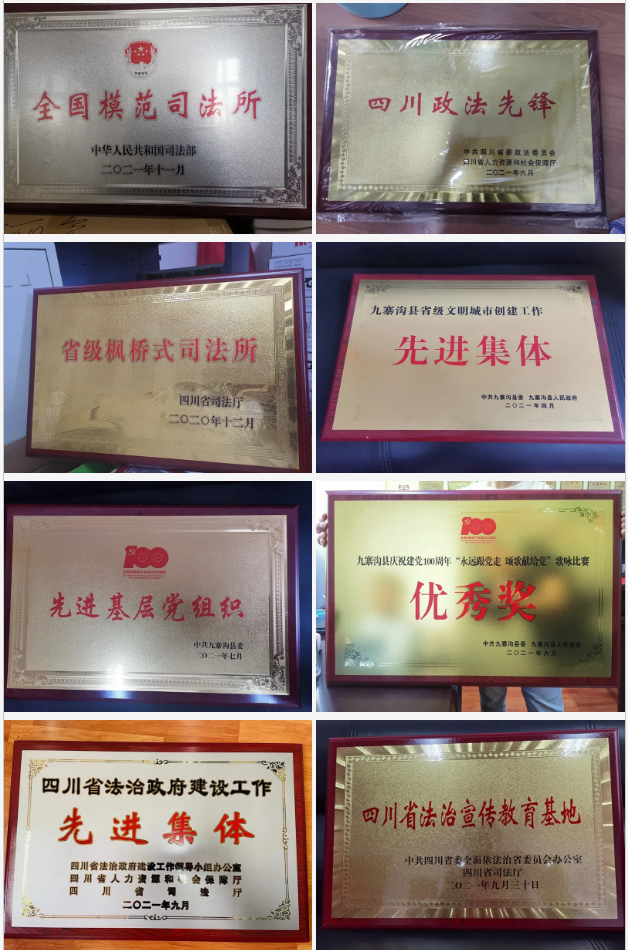 全国模范司法所
中华人民共和国司法部
二〇二一年十一月
四川政法先锋
中共四川省委政法委员会
四川省人力资源和社会保障厅
二〇二一年六月
省级枫桥式司法所
四川省司法厅
二〇二〇年十二月
九寨沟县省级文明城市创建工作
先进集体
中共九寨沟县委 九寨沟县人民政府
二〇二一年四月
100
先进基层党组织
中共九寨沟县委
二〇二一年七月
100
九寨沟县庆祝建党100周年“永远跟党走 颂歌献给党”歌咏比赛
优秀奖
中共九寨沟县委 九寨沟县人民政府
二〇二一年六月
四川省法治政府建设工作
先进集体
四川省法治政府建设工作领导小组办公室
四川省人力资源和社会保障厅
四川省司法厅
二〇二一年九月
四川省法治宣传教育基地
中共四川省委全面依法治省委员会办公室
四川省司法厅
二〇二一年九月三十日